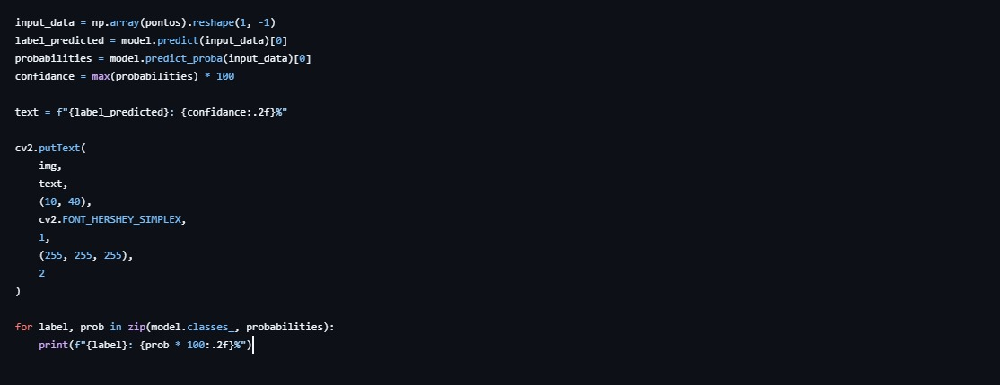 input_data = np.array(pontos).reshape(1, -1)
label_predicted = model.predict(input_data)[0]
probabilities = model.predict_proba(input_data)[0]
confidance = max(probabilities) * 100
text = f"{label_predicted}: {confidance:.2f}%"
cv2.putText(
    img,
    text,
    (10, 40),
    cv2.FONT_HERSHEY_SIMPLEX,
    1,
    (255, 255, 255),
    2
)
for label, prob in zip(model.classes_, probabilities):
    print(f"{label}: {prob * 100:.2f}%")